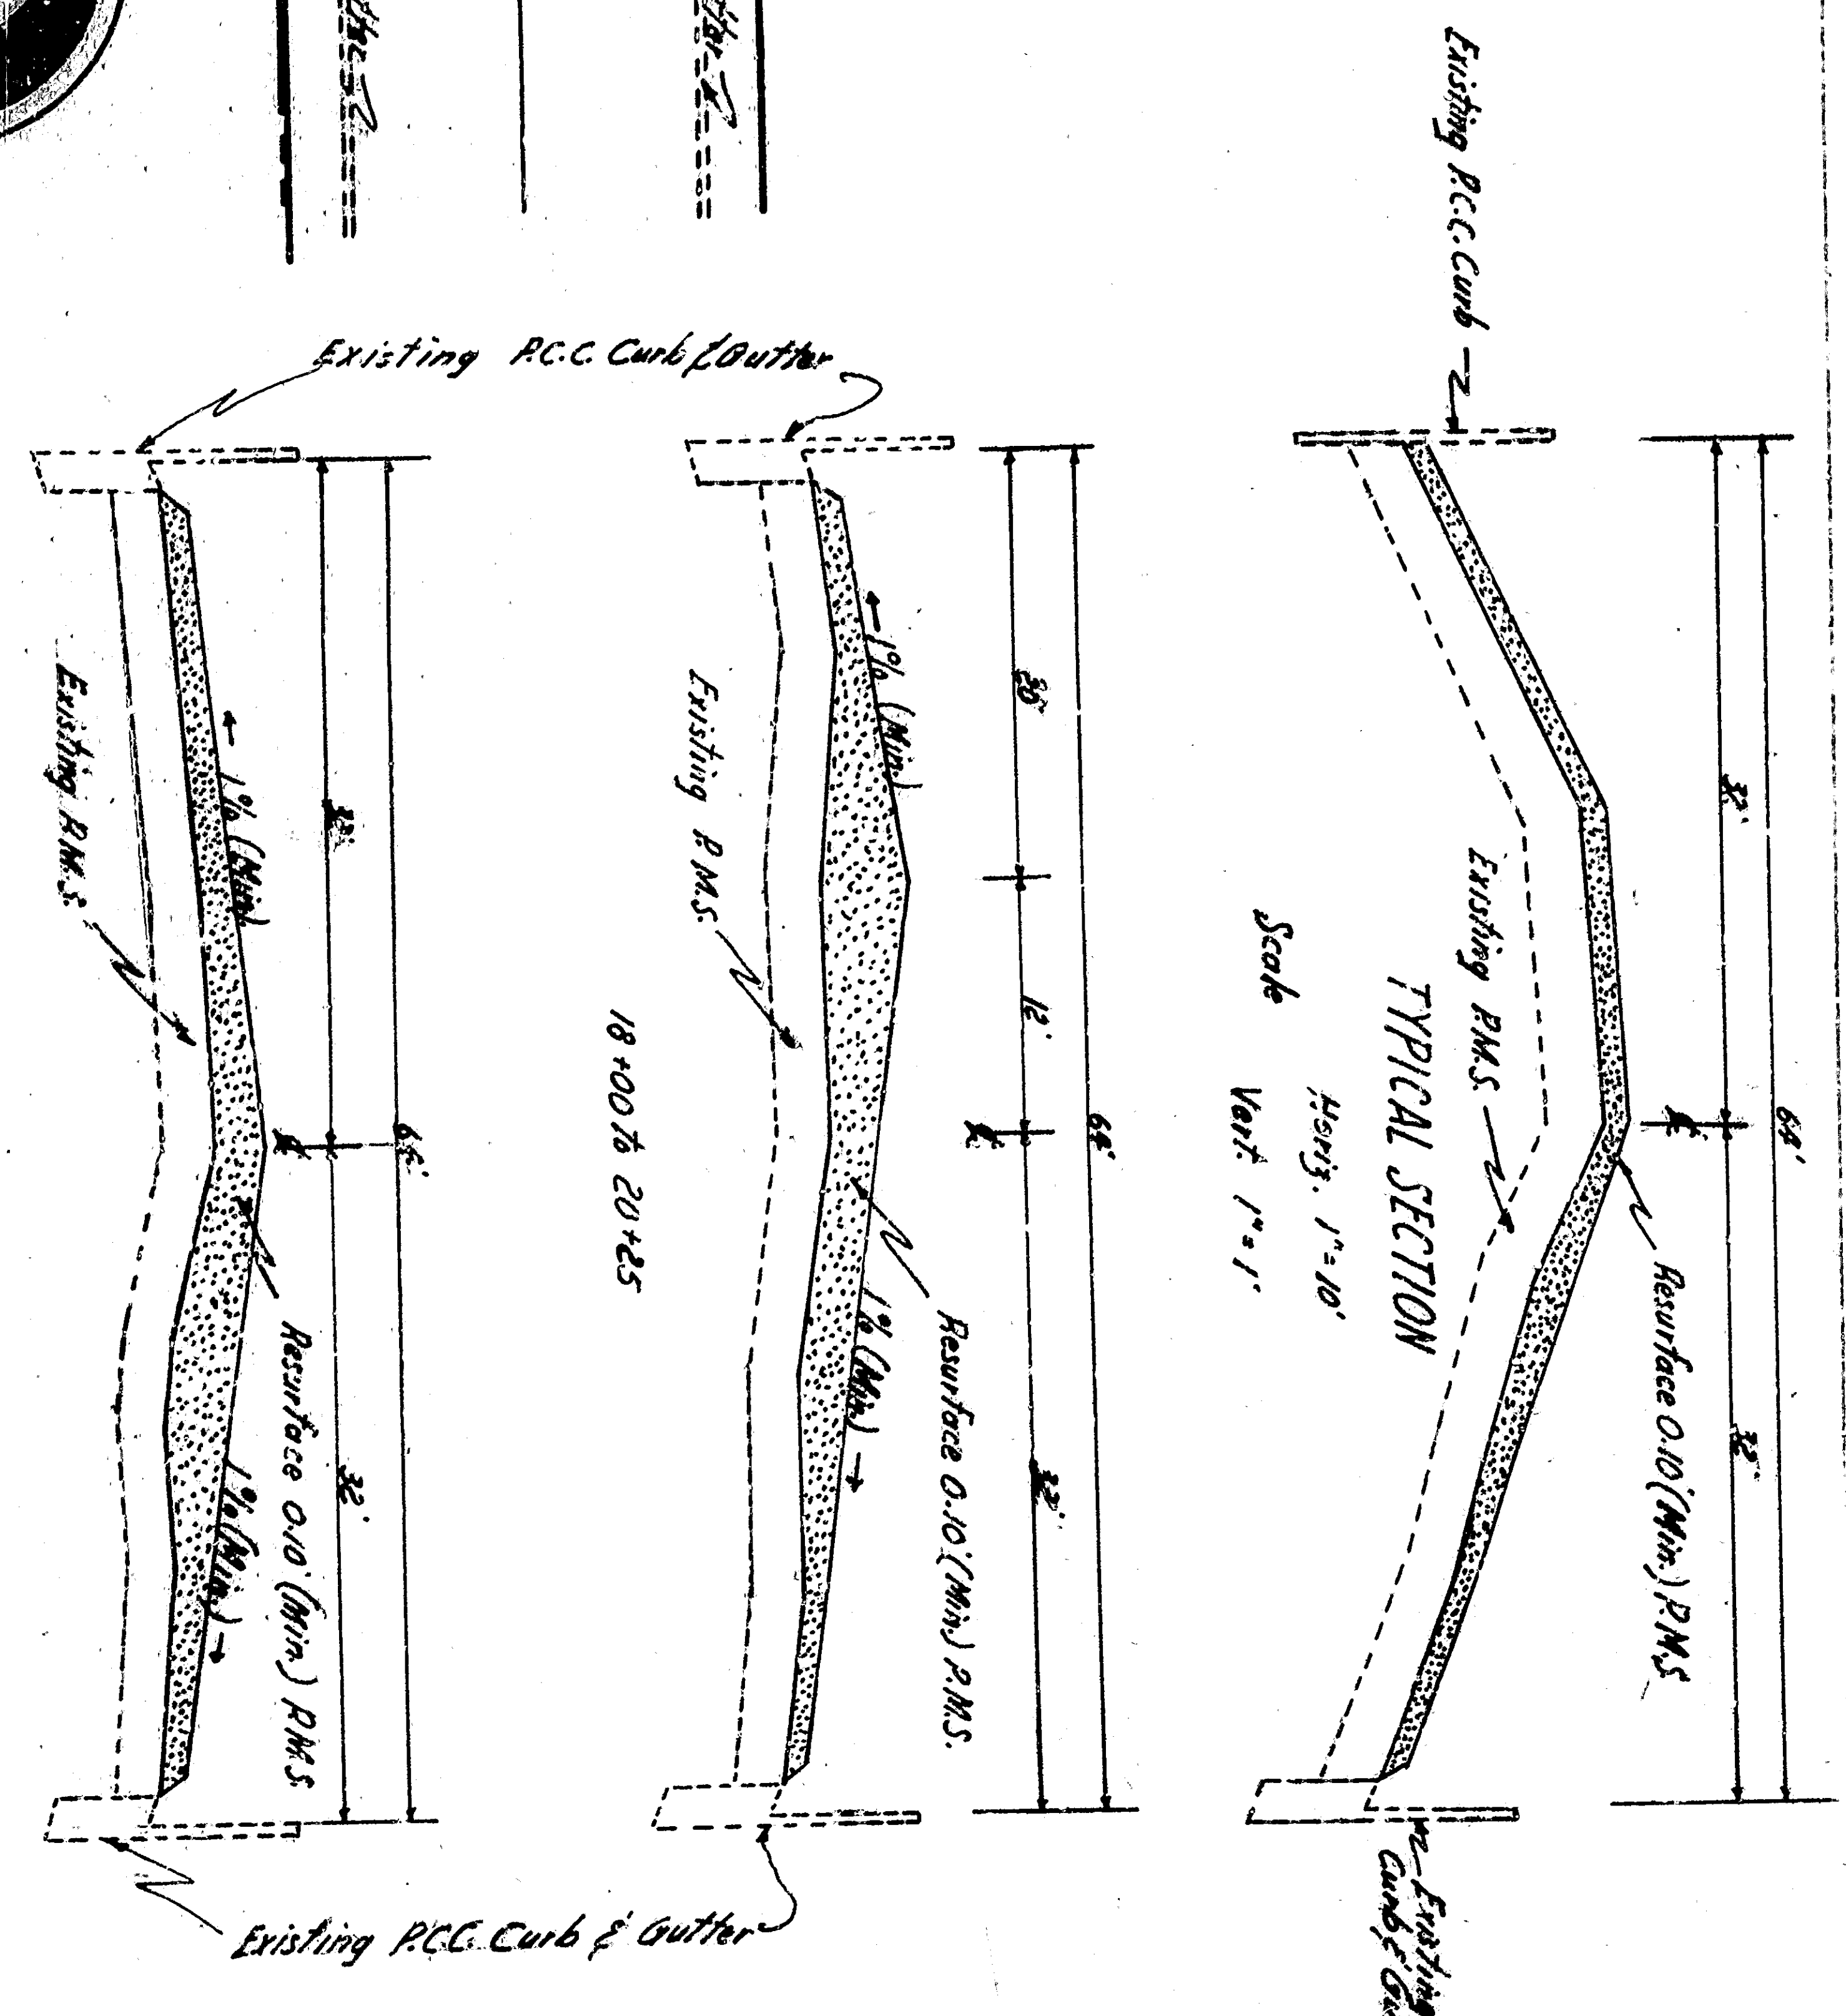 64'
32'
32'
℄
Resurface 0.10'(Min.) P.M.S.
Existing P.C.C. Curb
Existing P.M.S.
Existing
Curb &
TYPICAL SECTION
Scale
Horiz. 1"=10'
Vert. 1"=1'
64'
20'
12'
32'
℄
Resurface 0.10'(Min.) P.M.S.
1% (Min.)
1% (Min.)
Existing P.M.S.
Existing P.C.C. Curb & Gutter
18+00 to 20+25
64'
32'
32'
℄
Resurface 0.10' (Min.) P.M.S.
1% (Min.)
1% (Min.)
Existing P.M.S.
Existing P.C.C. Curb & Gutter